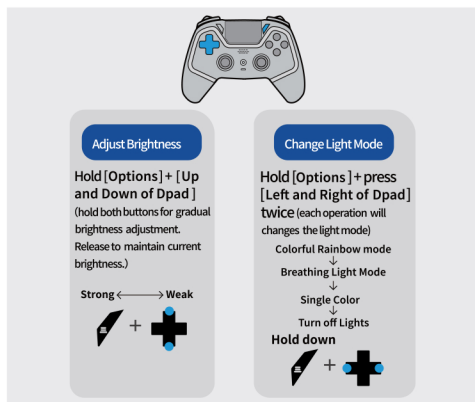 Adjust Brightness
Hold [Options] + [Up
and Down of Dpad ]
(hold both buttons for gradual
brightness adjustment.
Release to maintain current
brightness.)
Strong ←→ Weak
+
Change Light Mode
Hold [Options] + press
[Left and Right of Dpad]
twice (each operation will
changes the light mode)
Colorful Rainbow mode
↓
Breathing Light Mode
↓
Single Color
↓
Turn off Lights
Hold down
+